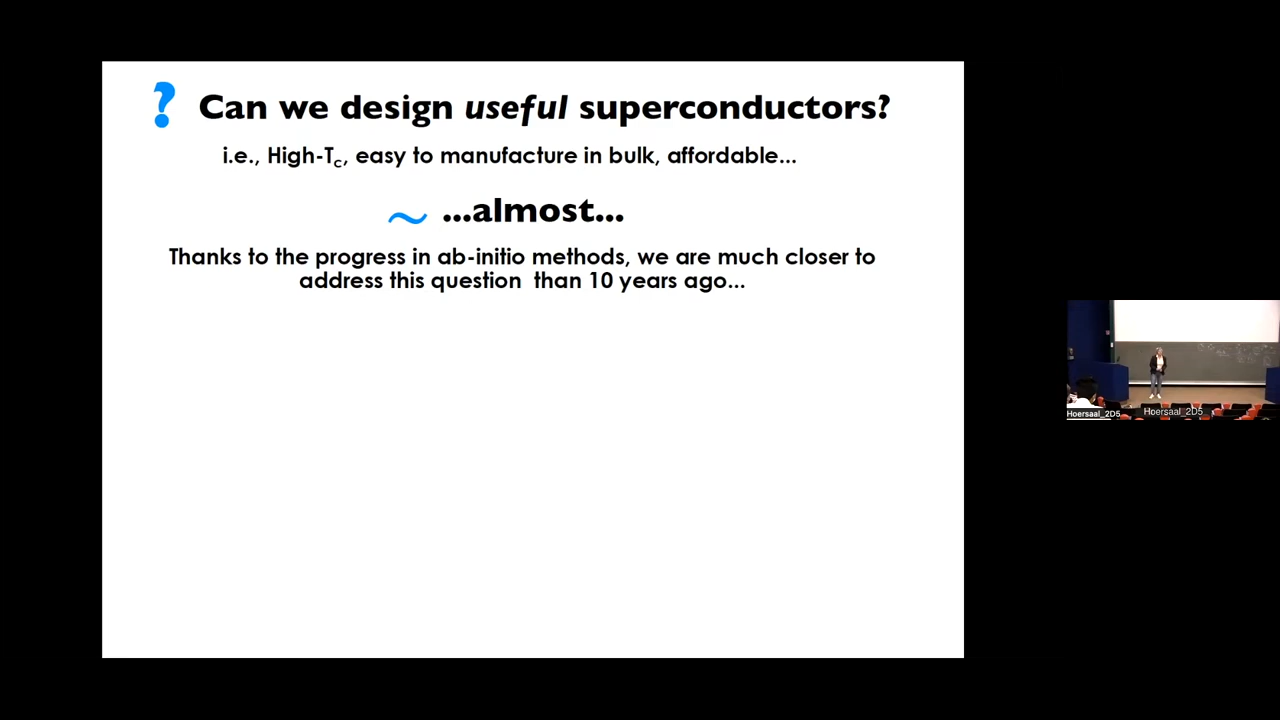 ? Can we design useful superconductors?
i.e., High-Tc, easy to manufacture in bulk, affordable...
~ ...almost...
Thanks to the progress in ab-initio methods, we are much closer to
address this question than 10 years ago...
Hoersaal_2D5
Hoersaal_2D5